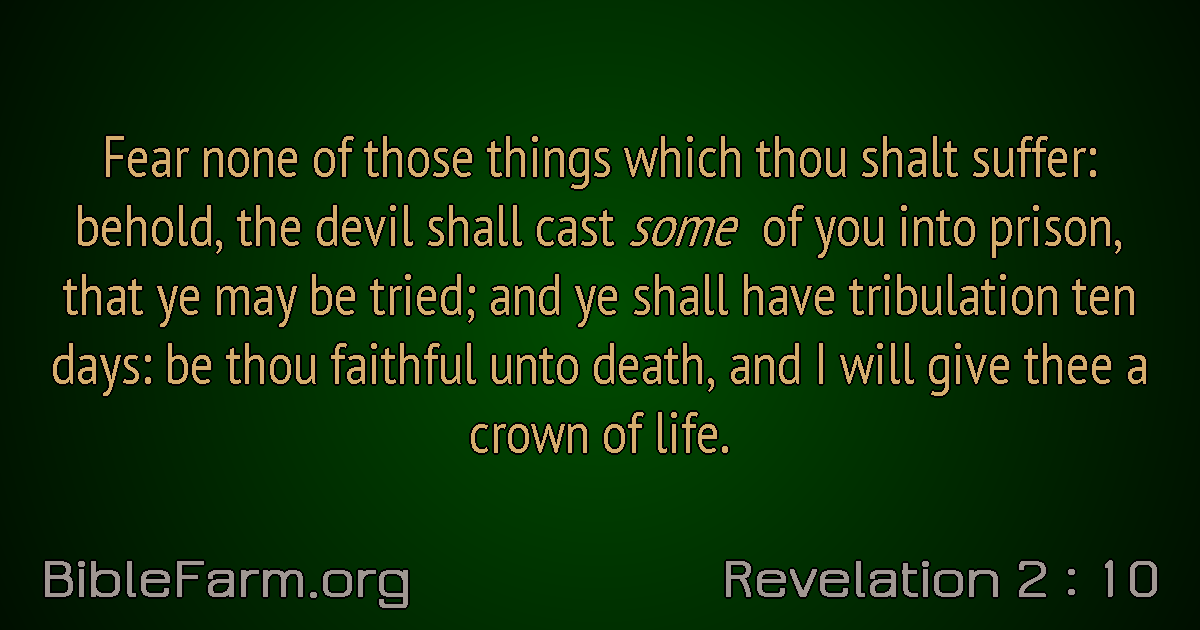 Fear none of those things which thou shalt suffer:
behold, the devil shall cast some of you into prison,
that ye may be tried; and ye shall have tribulation ten
days: be thou faithful unto death, and I will give thee a
crown of life.
BibleFarm.org
Revelation 2 : 10